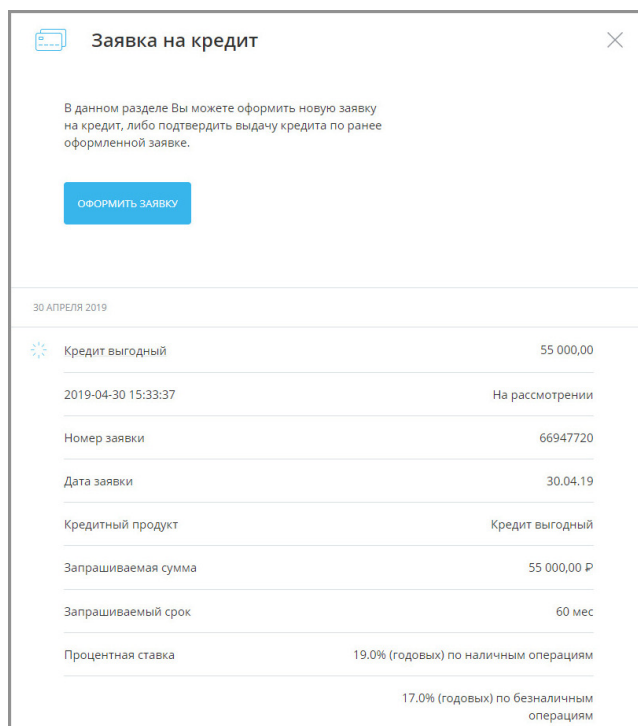 Заявка на кредит
В данном разделе Вы можете оформить новую заявку
на кредит, либо подтвердить выдачу кредита по ранее
оформленной заявке.
ОФОРМИТЬ ЗАЯВКУ
30 АПРЕЛЯ 2019
Кредит выгодный 55 000,00
2019-04-30 15:33:37 На рассмотрении
Номер заявки 66947720
Дата заявки 30.04.19
Кредитный продукт Кредит выгодный
Запрашиваемая сумма 55 000,00 ₽
Запрашиваемый срок 60 мес
Процентная ставка 19.0% (годовых) по наличным операциям
17.0% (годовых) по безналичным
операциям